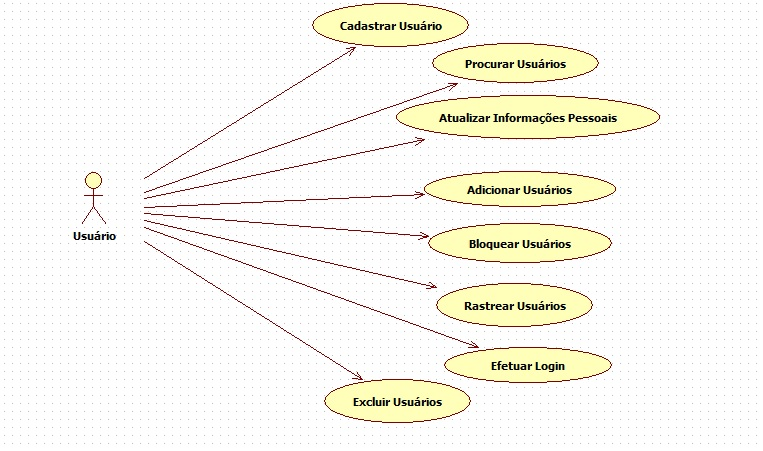 Cadastrar Usuário
Procurar Usuários
Atualizar Informações Pessoais
Adicionar Usuários
Usuário
Bloquear Usuários
Rastrear Usuários
Efetuar Login
Excluir Usuários